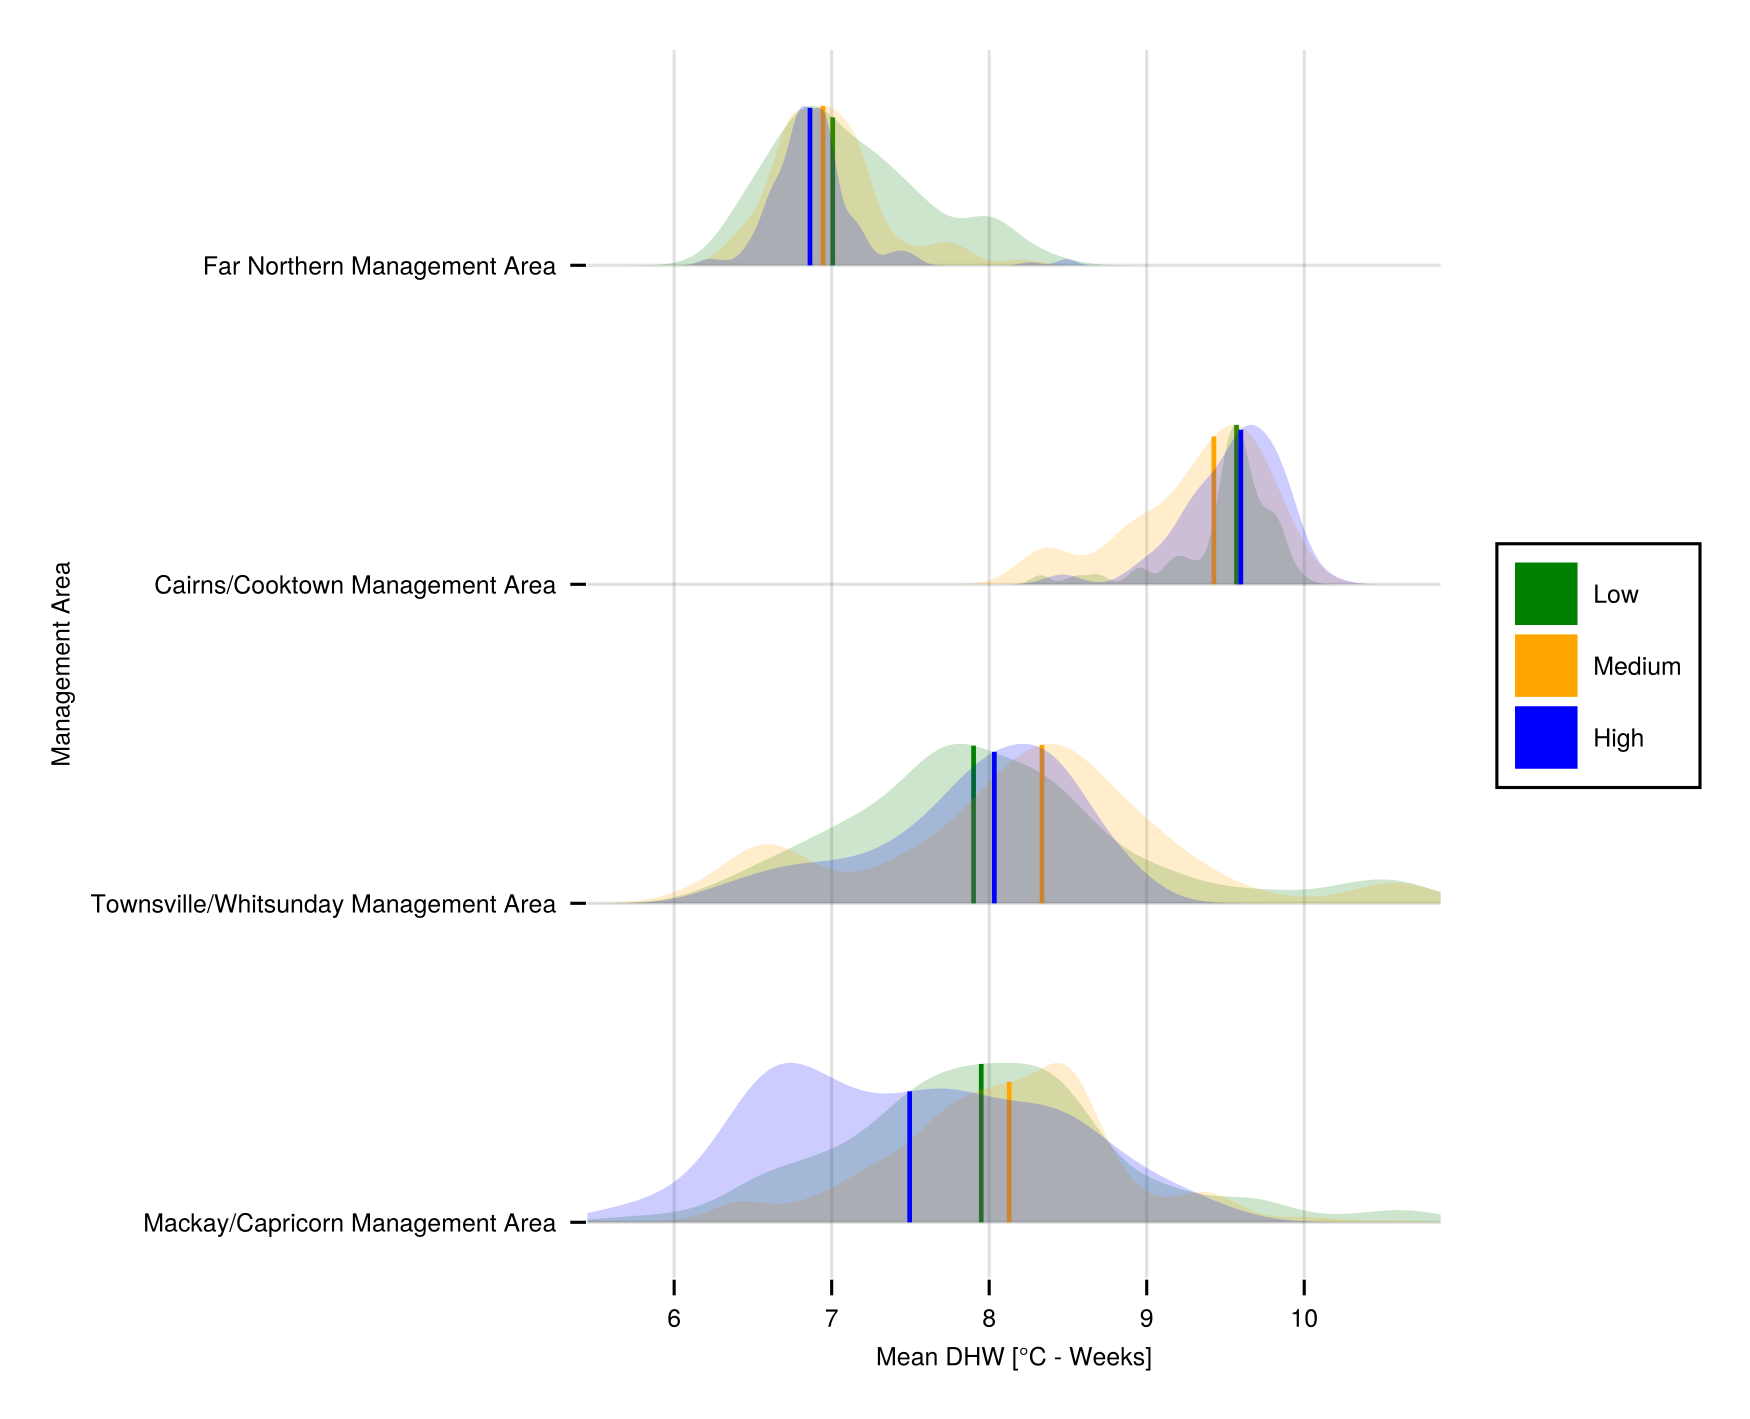 Far Northern Management Area
Cairns/Cooktown Management Area
Townsville/Whitsunday Management Area
Mackay/Capricorn Management Area
Management Area
6 7 8 9 10
Mean DHW [°C - Weeks]
Low
Medium
High